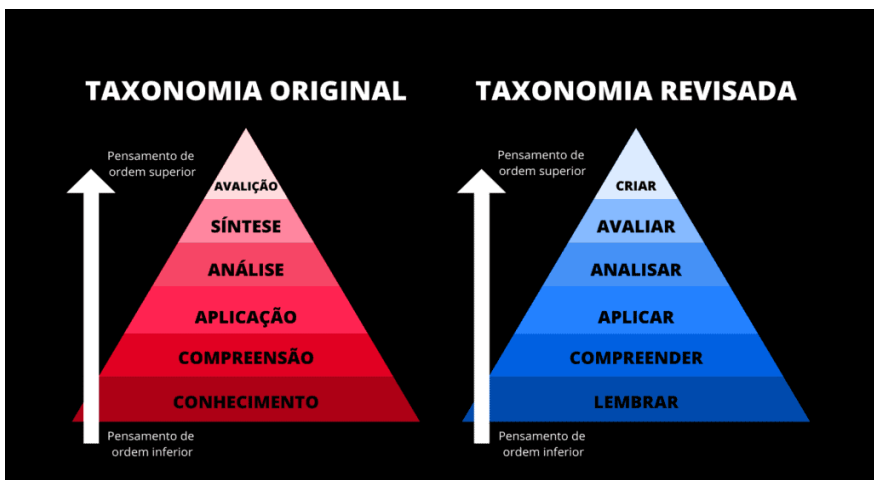 TAXONOMIA ORIGINAL
Pensamento de
ordem superior
AVALIÇÃO
SÍNTESE
ANÁLISE
APLICAÇÃO
COMPREENSÃO
CONHECIMENTO
Pensamento de
ordem inferior
TAXONOMIA REVISADA
Pensamento de
ordem superior
CRIAR
AVALIAR
ANALISAR
APLICAR
COMPREENDER
LEMBRAR
Pensamento de
ordem inferior